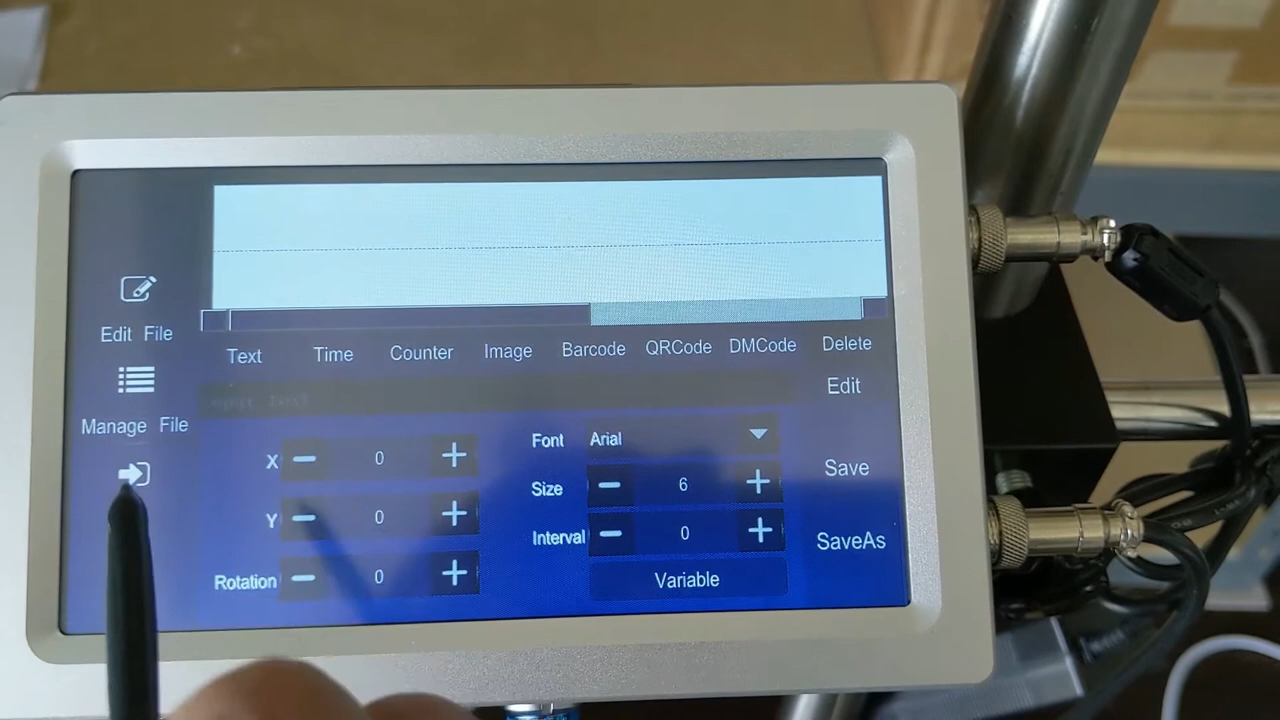 Edit File
Manage File
Text Time Counter Image Barcode QRCode DMCode Delete
Edit
X 0
Y 0
Rotation 0
Font Arial
Size 6
Interval 0
Variable
Save
SaveAs